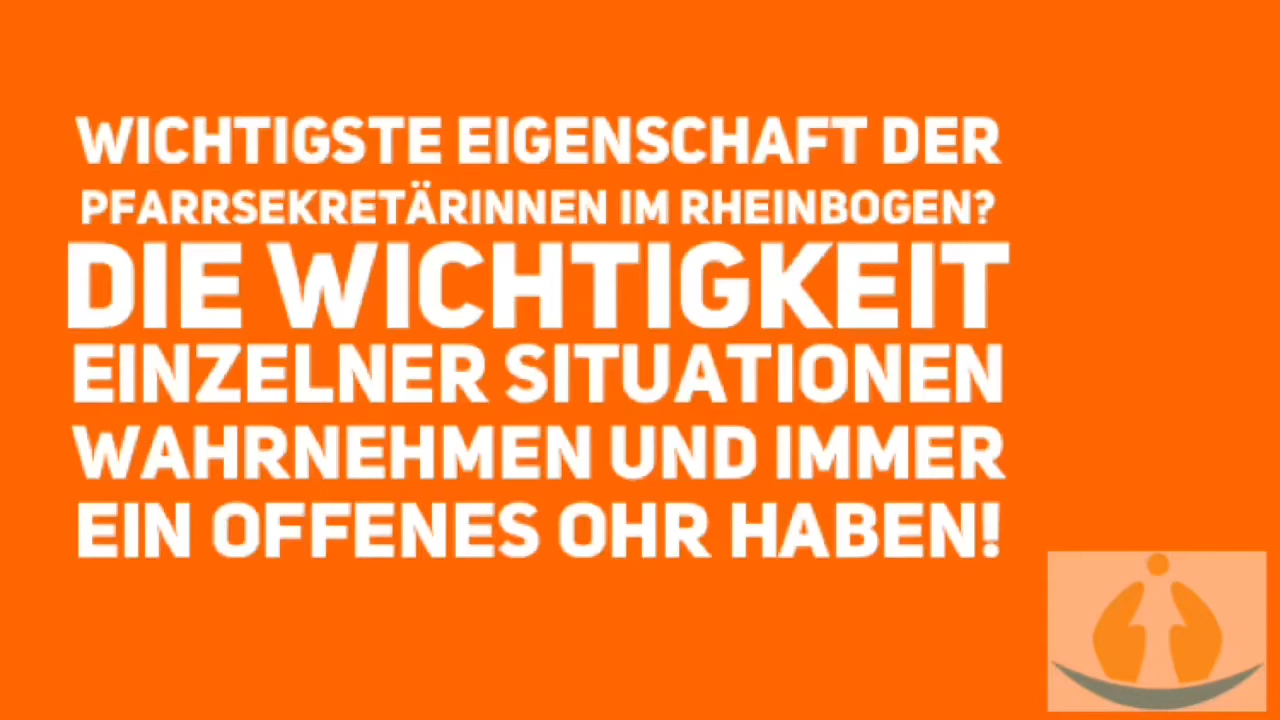 WICHTIGSTE EIGENSCHAFT DER
PFARRSEKRETÄRINNEN IM RHEINBOGEN?
DIE WICHTIGKEIT
EINZELNER SITUATIONEN
WAHRNEHMEN UND IMMER
EIN OFFENES OHR HABEN!